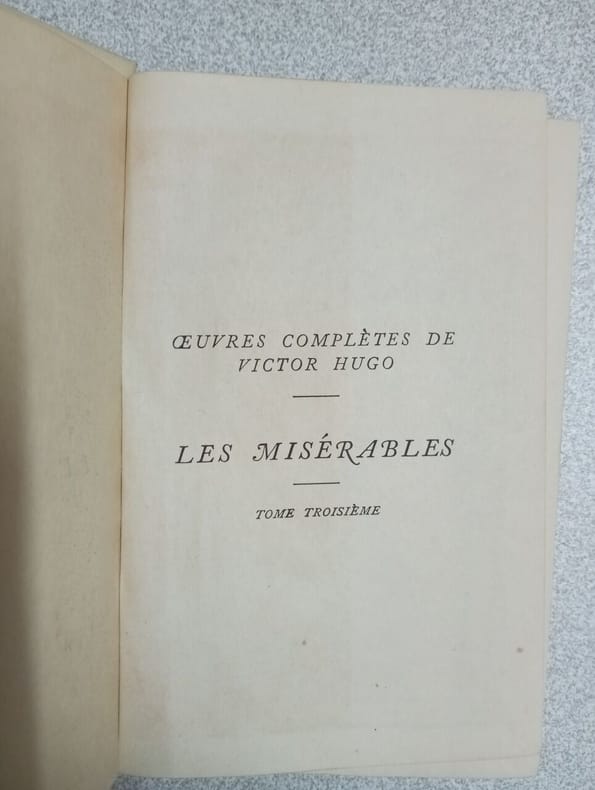 ŒUVRES COMPLÈTES DE
VICTOR HUGO
LES MISÉRABLES
TOME TROISIÈME